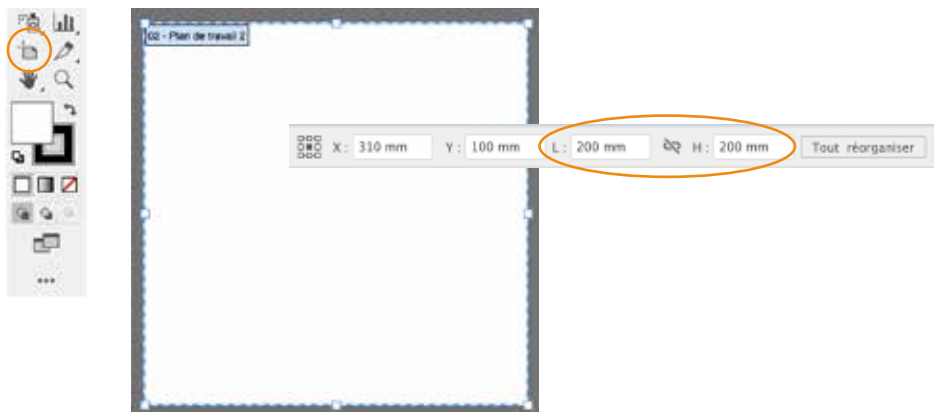 02 - Plan de travail 2
X : 310 mm Y : 100 mm L : 200 mm H : 200 mm Tout réorganiser